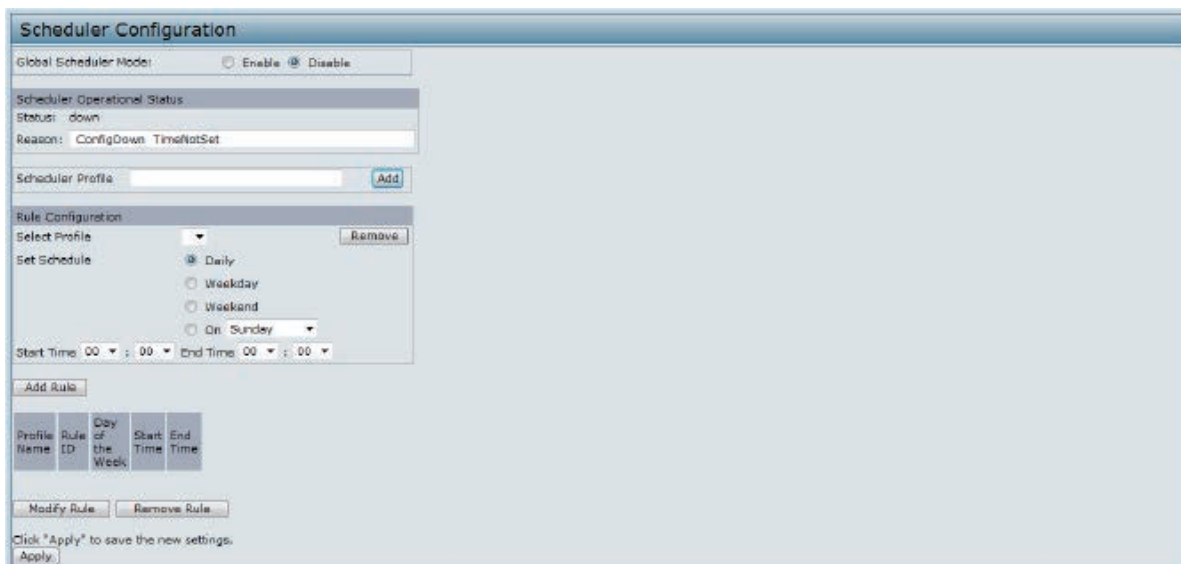 Scheduler Configuration
Global Scheduler Mode: Enable Disable
Scheduler Operational Status
Status: down
Reason: ConfigDown TimeNotSet
Scheduler Profile Add
Rule Configuration
Select Profile Remove
Set Schedule Daily
Weekday
Weekend
On Sunday
Start Time 00 : 00 End Time 00 : 00
Add Rule
Profile Name Rule ID Day of the Week Start Time End Time
Modify Rule Remove Rule
Click "Apply" to save the new settings.
Apply